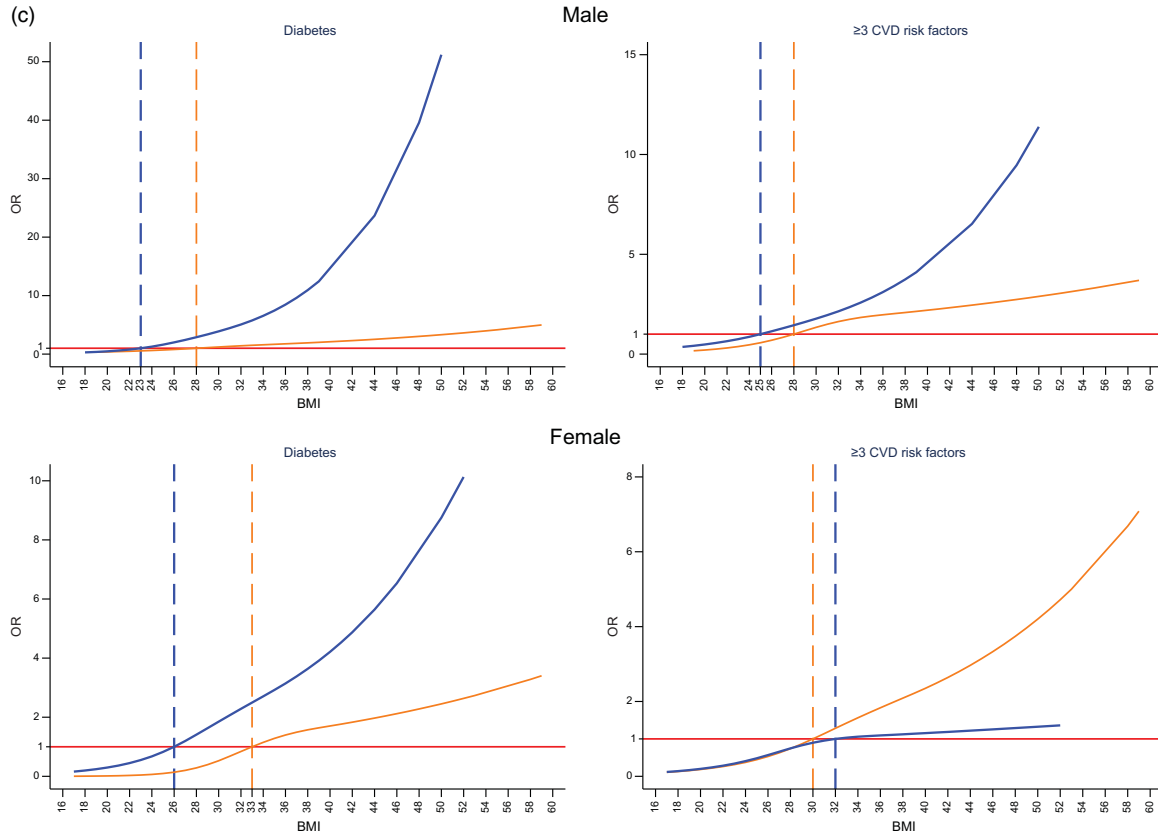 (c)
Male
Diabetes
OR
50
40
30
20
10
1
0
16 18 20 22 23 24 26 28 30 32 34 36 38 40 42 44 46 48 50 52 54 56 58 60
BMI
≥3 CVD risk factors
OR
15
10
5
1
0
16 18 20 22 24 25 26 28 30 32 34 36 38 40 42 44 46 48 50 52 54 56 58 60
BMI
Female
Diabetes
OR
10
8
6
4
2
1
0
16 18 20 22 24 26 28 30 32 33 34 36 38 40 42 44 46 48 50 52 54 56 58 60
BMI
≥3 CVD risk factors
OR
8
6
4
2
1
0
16 18 20 22 24 26 28 30 32 34 36 38 40 42 44 46 48 50 52 54 56 58 60
BMI